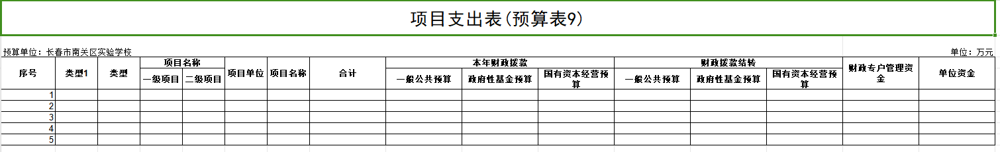 项目支出表(预算表9)
预算单位：长春市南关区实验学校 单位：万元
序号 类型1 类型 项目名称 项目单位 项目名称 合计 本年财政拨款 财政拨款结转 财政专户管理资金 单位资金
一级项目 二级项目 一般公共预算 政府性基金预算 国有资本经营预算 一般公共预算 政府性基金预算 国有资本经营预算
1
2
3
4
5